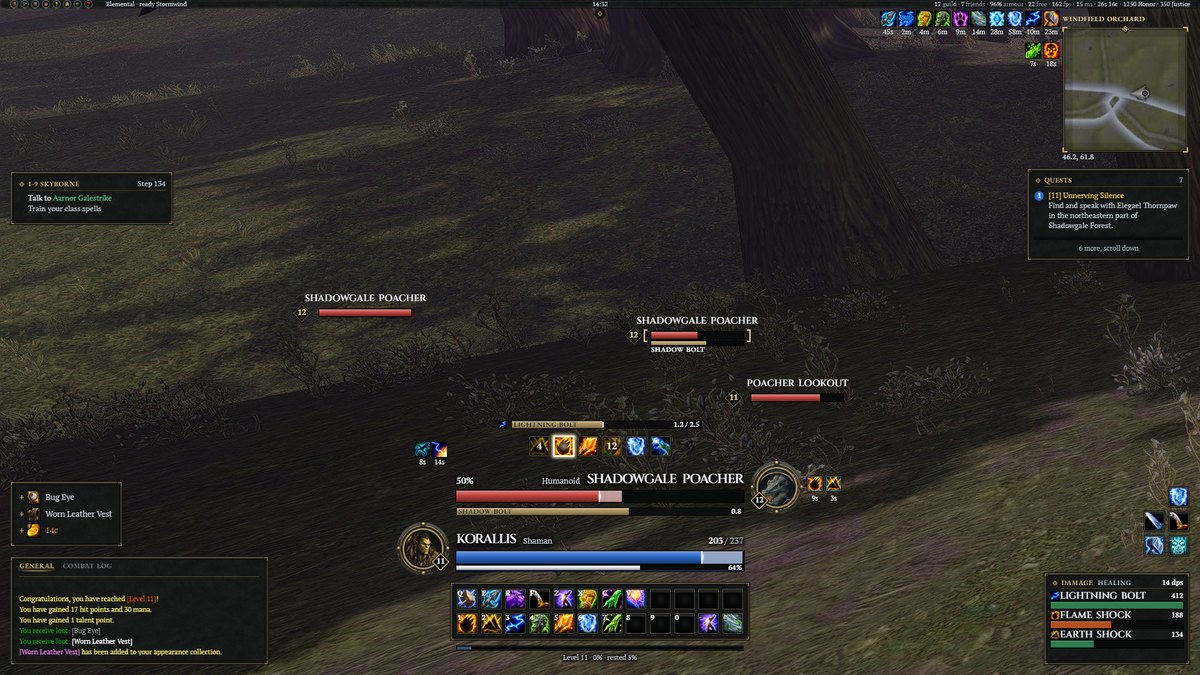 Elemental · ready Stormwind
14:32
17 guild · 7 friends · 96% armour · 22 free · 162 fps · 15 ms · 26s 16c · 1250 Honor · 350 Justice
45s 2m 4m 6m 9m 14m 28m 58m 10m 23m
7s 18s
WINDFIELD ORCHARD
46.2, 61.8
1-9 SKYBORNE Step 134
Talk to Aarnor Galestrike
Train your class spells
QUESTS 7
1 [11] Unnerving Silence
Find and speak with Elegael Thornpaw
in the northeastern part of
Shadowgale Forest.
6 more, scroll down
SHADOWGALE POACHER
12
SHADOWGALE POACHER
12
SHADOW BOLT
POACHER LOOKOUT
11
LIGHTNING BOLT 1.2 / 2.5
4 12
8s 14s
50% Humanoid SHADOWGALE POACHER
12
9s 3s
SHADOW BOLT 0.8
KORALLIS Shaman 203 / 237
11
64%
+ Bug Eye
+ Worn Leather Vest
+ 14c
GENERAL COMBAT LOG
Congratulations, you have reached [Level 11]!
You have gained 17 hit points and 30 mana.
You have gained 1 talent point.
You receive loot: [Bug Eye]
You receive loot: [Worn Leather Vest]
[Worn Leather Vest] has been added to your appearance collection.
8 9 0
Level 11 · 0% · rested 5%
DAMAGE HEALING 14 dps
LIGHTNING BOLT 412
FLAME SHOCK 188
EARTH SHOCK 134